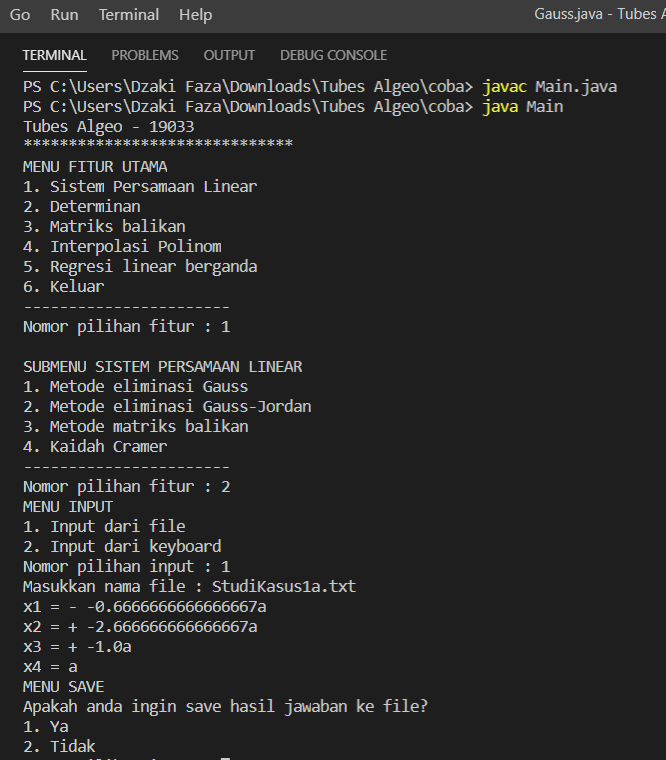 Go Run Terminal Help Gauss.java - Tubes A
TERMINAL PROBLEMS OUTPUT DEBUG CONSOLE
PS C:\Users\Dzaki Faza\Downloads\Tubes Algeo\coba> javac Main.java
PS C:\Users\Dzaki Faza\Downloads\Tubes Algeo\coba> java Main
Tubes Algeo - 19033
******************************
MENU FITUR UTAMA
1. Sistem Persamaan Linear
2. Determinan
3. Matriks balikan
4. Interpolasi Polinom
5. Regresi linear berganda
6. Keluar
-----------------------
Nomor pilihan fitur : 1
SUBMENU SISTEM PERSAMAAN LINEAR
1. Metode eliminasi Gauss
2. Metode eliminasi Gauss-Jordan
3. Metode matriks balikan
4. Kaidah Cramer
-----------------------
Nomor pilihan fitur : 2
MENU INPUT
1. Input dari file
2. Input dari keyboard
Nomor pilihan input : 1
Masukkan nama file : StudiKasus1a.txt
x1 = - -0.6666666666666667a
x2 = + -2.666666666666667a
x3 = + -1.0a
x4 = a
MENU SAVE
Apakah anda ingin save hasil jawaban ke file?
1. Ya
2. Tidak